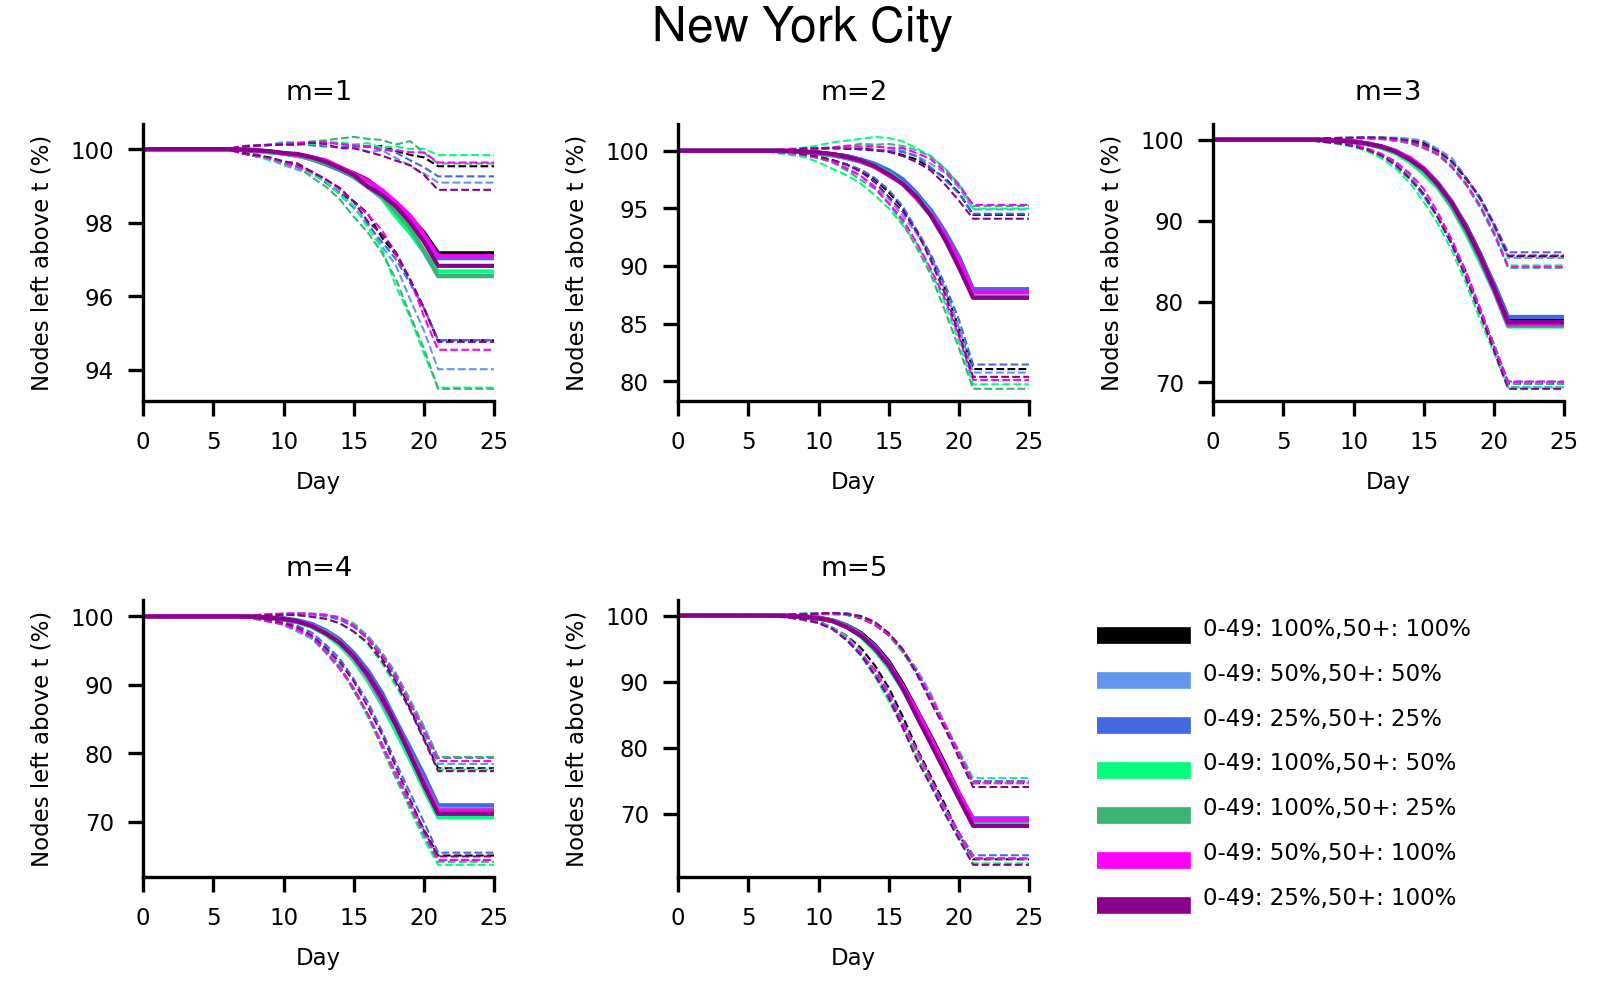 New York City
m=1
Nodes left above t (%)
100
98
96
94
0 5 10 15 20 25
Day
m=2
Nodes left above t (%)
100
95
90
85
80
0 5 10 15 20 25
Day
m=3
Nodes left above t (%)
100
90
80
70
0 5 10 15 20 25
Day
m=4
Nodes left above t (%)
100
90
80
70
0 5 10 15 20 25
Day
m=5
Nodes left above t (%)
100
90
80
70
0 5 10 15 20 25
Day
0-49: 100%,50+: 100%
0-49: 50%,50+: 50%
0-49: 25%,50+: 25%
0-49: 100%,50+: 50%
0-49: 100%,50+: 25%
0-49: 50%,50+: 100%
0-49: 25%,50+: 100%